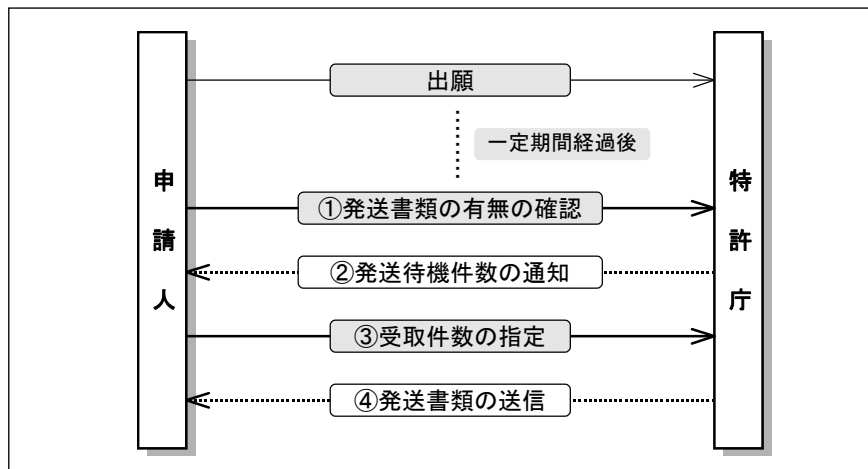 出願
一定期間経過後
申請人
特許庁
①発送書類の有無の確認
②発送待機件数の通知
③受取件数の指定
④発送書類の送信